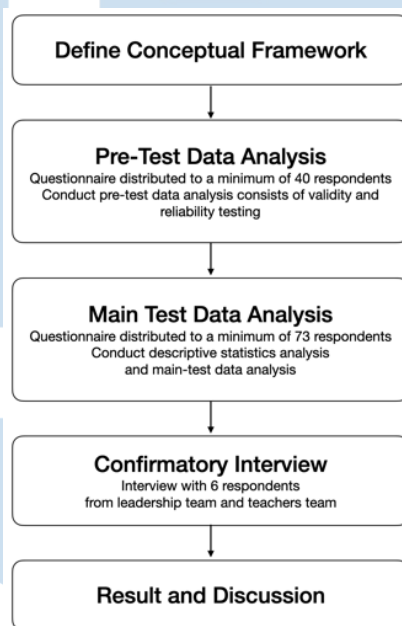 Define Conceptual Framework
Pre-Test Data Analysis
Questionnaire distributed to a minimum of 40 respondents
Conduct pre-test data analysis consists of validity and
reliability testing
Main Test Data Analysis
Questionnaire distributed to a minimum of 73 respondents
Conduct descriptive statistics analysis
and main-test data analysis
Confirmatory Interview
Interview with 6 respondents
from leadership team and teachers team
Result and Discussion